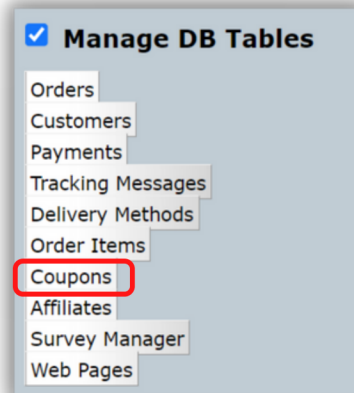 Manage DB Tables
Orders
Customers
Payments
Tracking Messages
Delivery Methods
Order Items
Coupons
Affiliates
Survey Manager
Web Pages